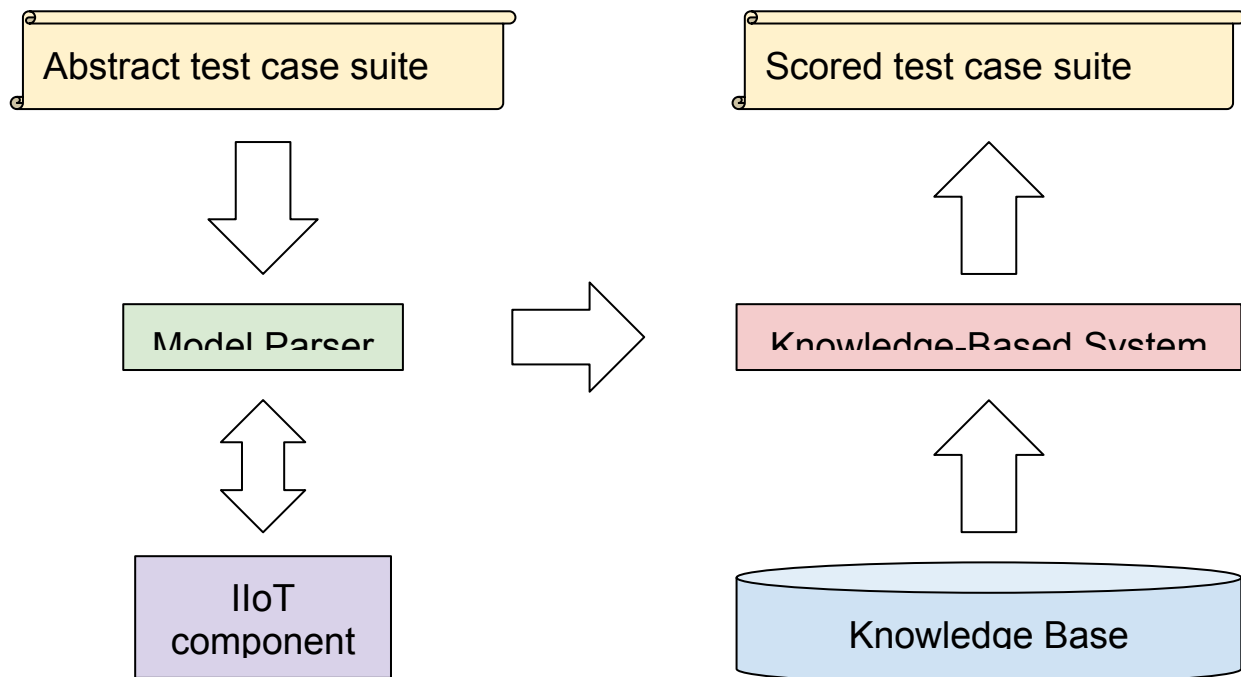 Abstract test case suite
Scored test case suite
Model Parser
Knowledge-Based System
IIoT
component
Knowledge Base